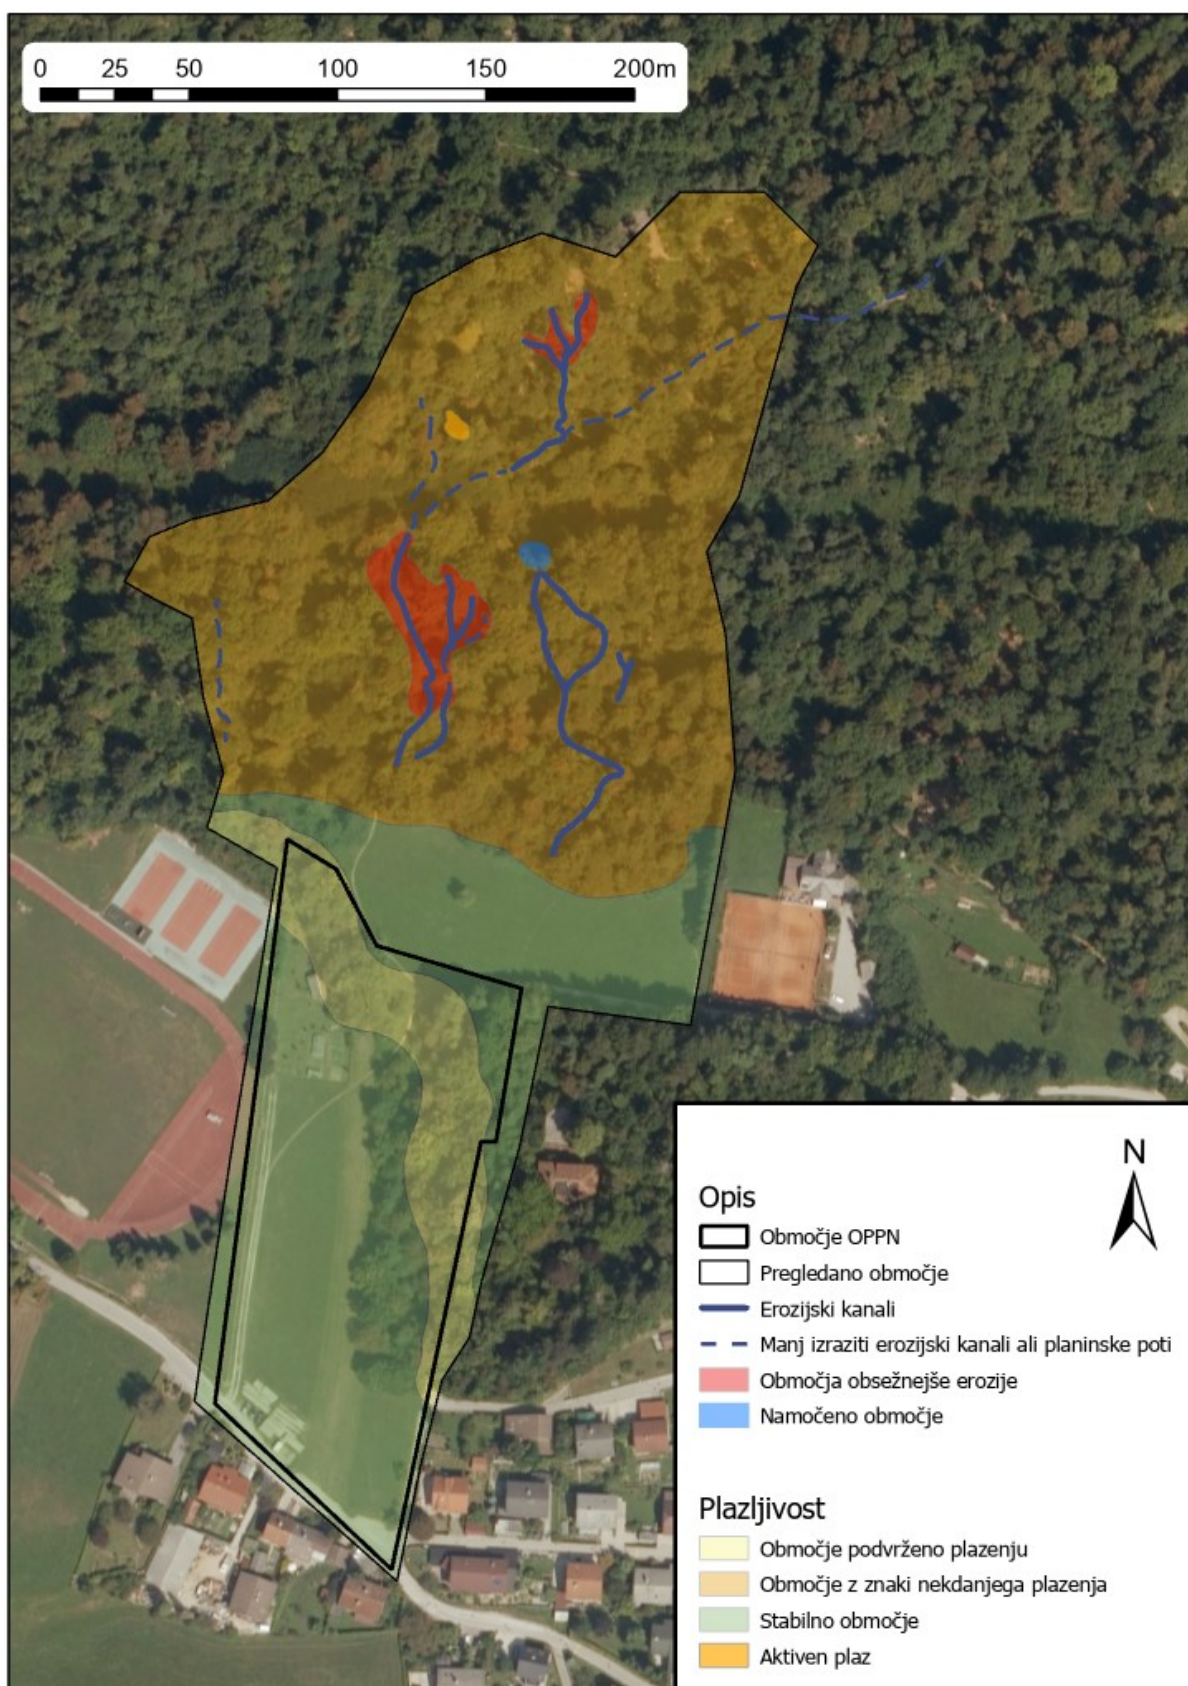 0 25 50 100 150 200m
N
Opis
Območje OPPN
Pregledano območje
Erozijski kanali
Manj izraziti erozijski kanali ali planinske poti
Območja obsežnejše erozije
Namočeno območje
Plazljivost
Območje podvrženo plazenju
Območje z znaki nekdanjega plazenja
Stabilno območje
Aktiven plaz